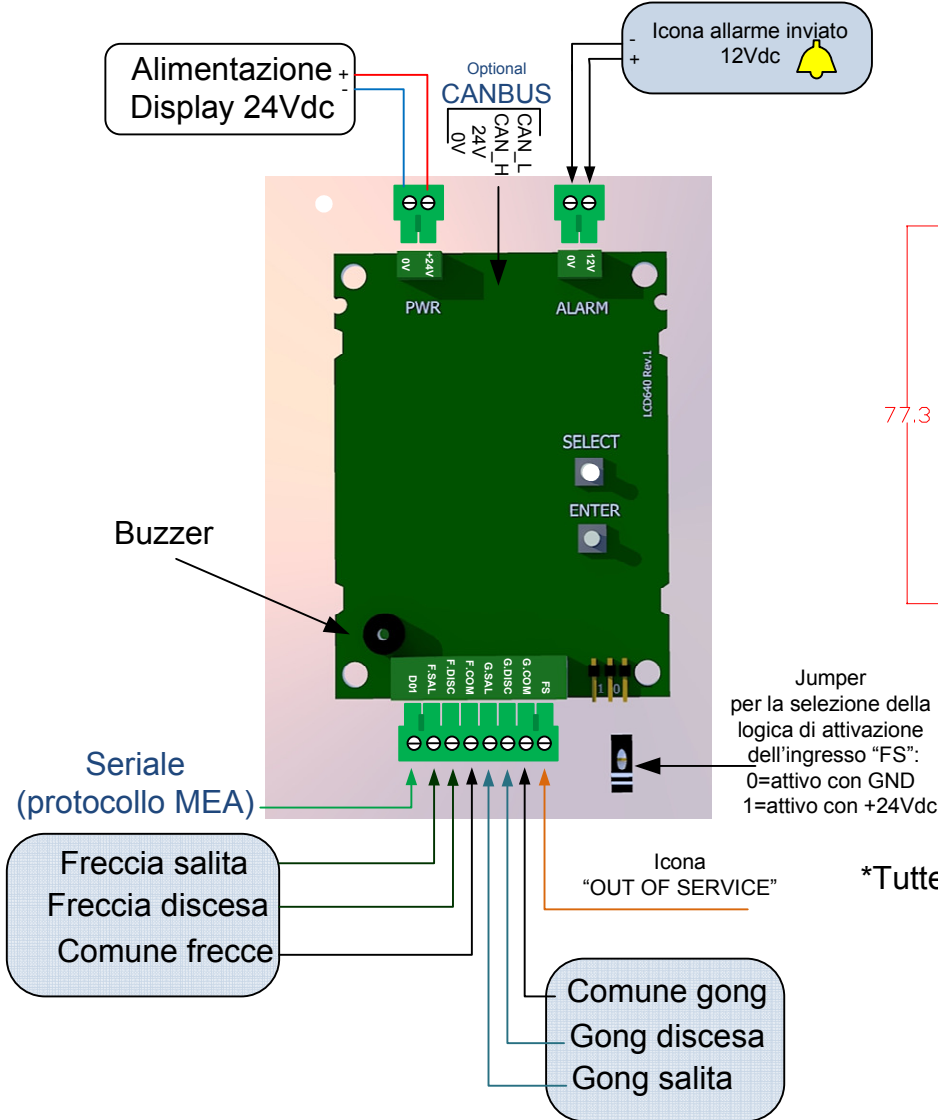 Alimentazione +
Display 24Vdc -
Optional
CANBUS
CAN_L
CAN_H
24V
0V
Icona allarme inviato
12Vdc
-
+
0V
+24V
PWR
0V
12V
ALARM
LCD640 Rev.1
SELECT
ENTER
77.3
Buzzer
D01
F.SAL
F.DISC
F.COM
G.SAL
G.DISC
G.COM
FS
1 0
Jumper
per la selezione della
logica di attivazione
dell'ingresso "FS":
0=attivo con GND
1=attivo con +24Vdc
Seriale
(protocollo MEA)
Freccia salita
Freccia discesa
Comune frecce
Icona
"OUT OF SERVICE"
*Tutte
Comune gong
Gong discesa
Gong salita